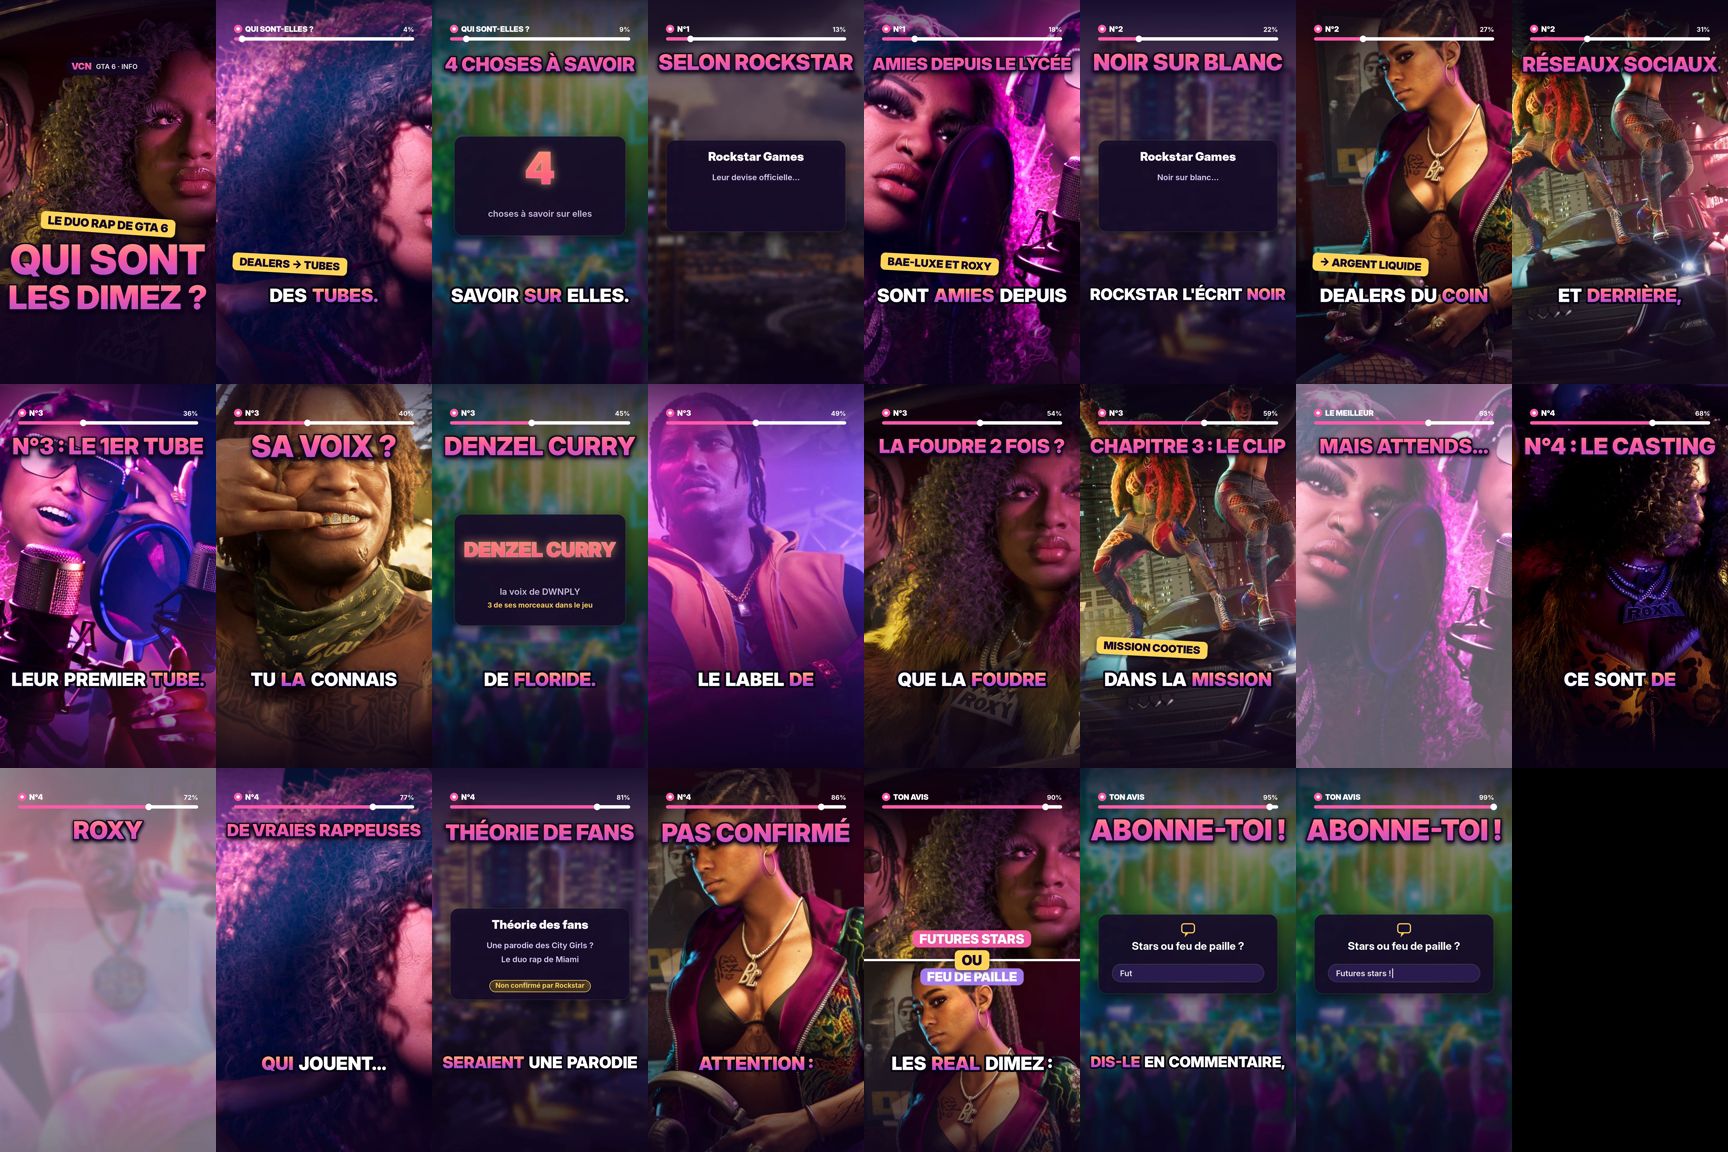 VCN GTA 6 · INFO
LE DUO RAP DE GTA 6
QUI SONT
LES DIMEZ ?
QUI SONT-ELLES ? 4%
DEALERS → TUBES
DES TUBES.
QUI SONT-ELLES ? 9%
4 CHOSES À SAVOIR
4
choses à savoir sur elles
SAVOIR SUR ELLES.
N°1 13%
SELON ROCKSTAR
Rockstar Games
Leur devise officielle...
N°1 18%
AMIES DEPUIS LE LYCÉE
BAE-LUXE ET ROXY
SONT AMIES DEPUIS
N°2 22%
NOIR SUR BLANC
Rockstar Games
Noir sur blanc...
ROCKSTAR L'ÉCRIT NOIR
N°2 27%
→ ARGENT LIQUIDE
DEALERS DU COIN
N°2 31%
RÉSEAUX SOCIAUX
ET DERRIÈRE,
N°3 36%
N°3 : LE 1ER TUBE
LEUR PREMIER TUBE.
N°3 40%
SA VOIX ?
TU LA CONNAIS
N°3 45%
DENZEL CURRY
DENZEL CURRY
la voix de DWNPLY
3 de ses morceaux dans le jeu
DE FLORIDE.
N°3 49%
LE LABEL DE
N°3 54%
LA FOUDRE 2 FOIS ?
ROXY
QUE LA FOUDRE
N°3 59%
CHAPITRE 3 : LE CLIP
MISSION COOTIES
DANS LA MISSION
LE MEILLEUR 63%
MAIS ATTENDS...
N°4 68%
N°4 : LE CASTING
ROXY
CE SONT DE
N°4 72%
ROXY
N°4 77%
DE VRAIES RAPPEUSES
QUI JOUENT...
N°4 81%
THÉORIE DE FANS
Théorie des fans
Une parodie des City Girls ?
Le duo rap de Miami
Non confirmé par Rockstar
SERAIENT UNE PARODIE
N°4 86%
PAS CONFIRMÉ
ATTENTION :
TON AVIS 90%
FUTURES STARS
OU
FEU DE PAILLE
LES REAL DIMEZ :
TON AVIS 95%
ABONNE-TOI !
Stars ou feu de paille ?
Fut
DIS-LE EN COMMENTAIRE,
TON AVIS 99%
ABONNE-TOI !
Stars ou feu de paille ?
Futures stars !